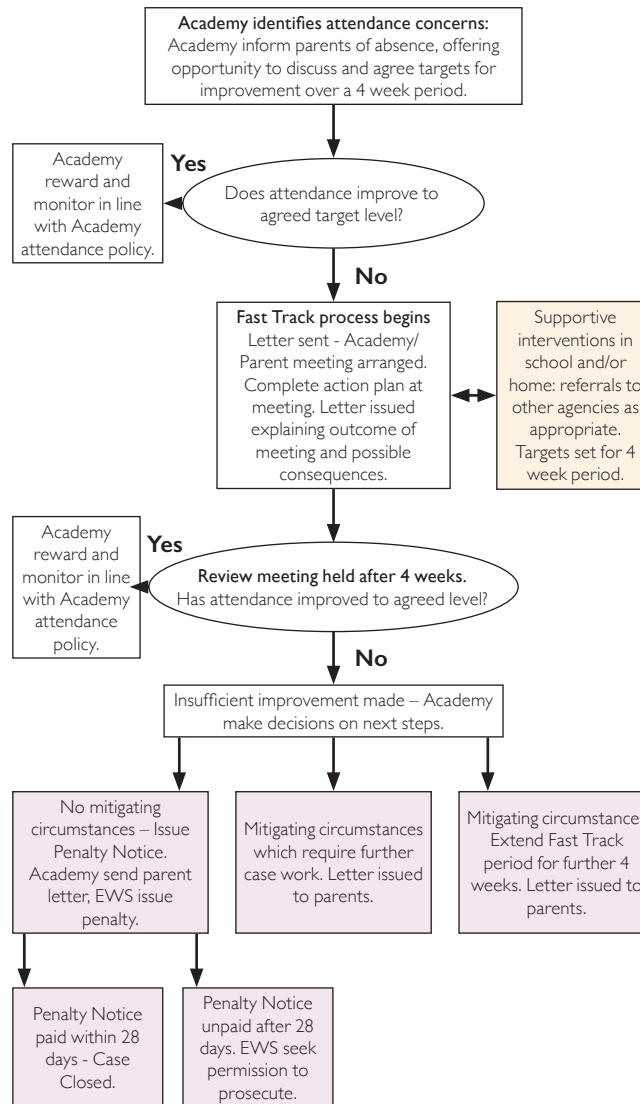 Academy identifies attendance concerns:
Academy inform parents of absence, offering
opportunity to discuss and agree targets for
improvement over a 4 week period.
Yes
Academy
reward and
monitor in line
with Academy
attendance policy.
Does attendance improve to
agreed target level?
No
Fast Track process begins
Letter sent - Academy/
Parent meeting arranged.
Complete action plan at
meeting. Letter issued
explaining outcome of
meeting and possible
consequences.
Supportive
interventions in
school and/or
home: referrals to
other agencies as
appropriate.
Targets set for 4
week period.
Yes
Academy
reward and
monitor in line
with Academy
attendance
policy.
Review meeting held after 4 weeks.
Has attendance improved to agreed level?
No
Insufficient improvement made – Academy
make decisions on next steps.
No mitigating
circumstances – Issue
Penalty Notice.
Academy send parent
letter, EWS issue
penalty.
Mitigating circumstances
which require further
case work. Letter issued
to parents.
Mitigating circumstance
Extend Fast Track
period for further 4
weeks. Letter issued to
parents.
Penalty Notice
paid within 28
days - Case
Closed.
Penalty Notice
unpaid after 28
days. EWS seek
permission to
prosecute.